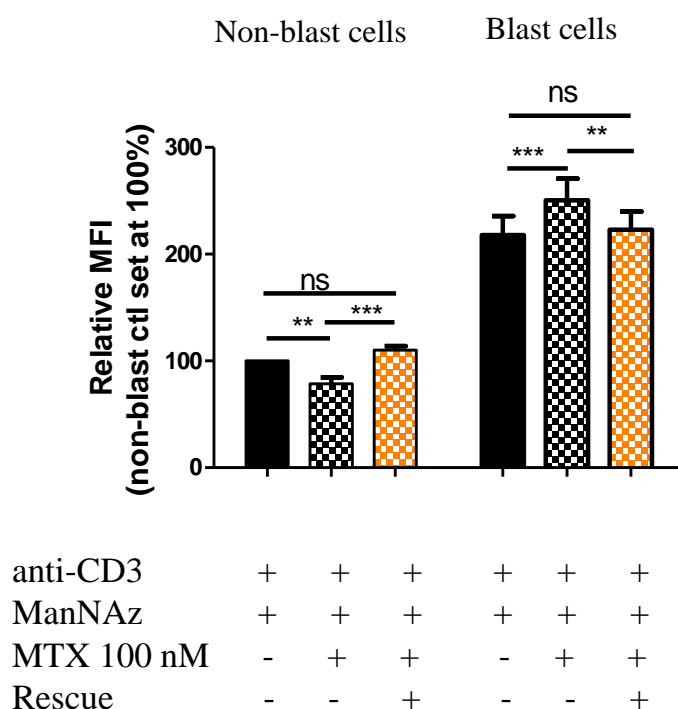 Non-blast cells Blast cells
ns
*** **
300
Relative MFI
(non-blast ctl set at 100%)
200
ns
** ***
100
0
anti-CD3 + + + + + +
ManNAz + + + + + +
MTX 100 nM - + + - + +
Rescue - - + - - +